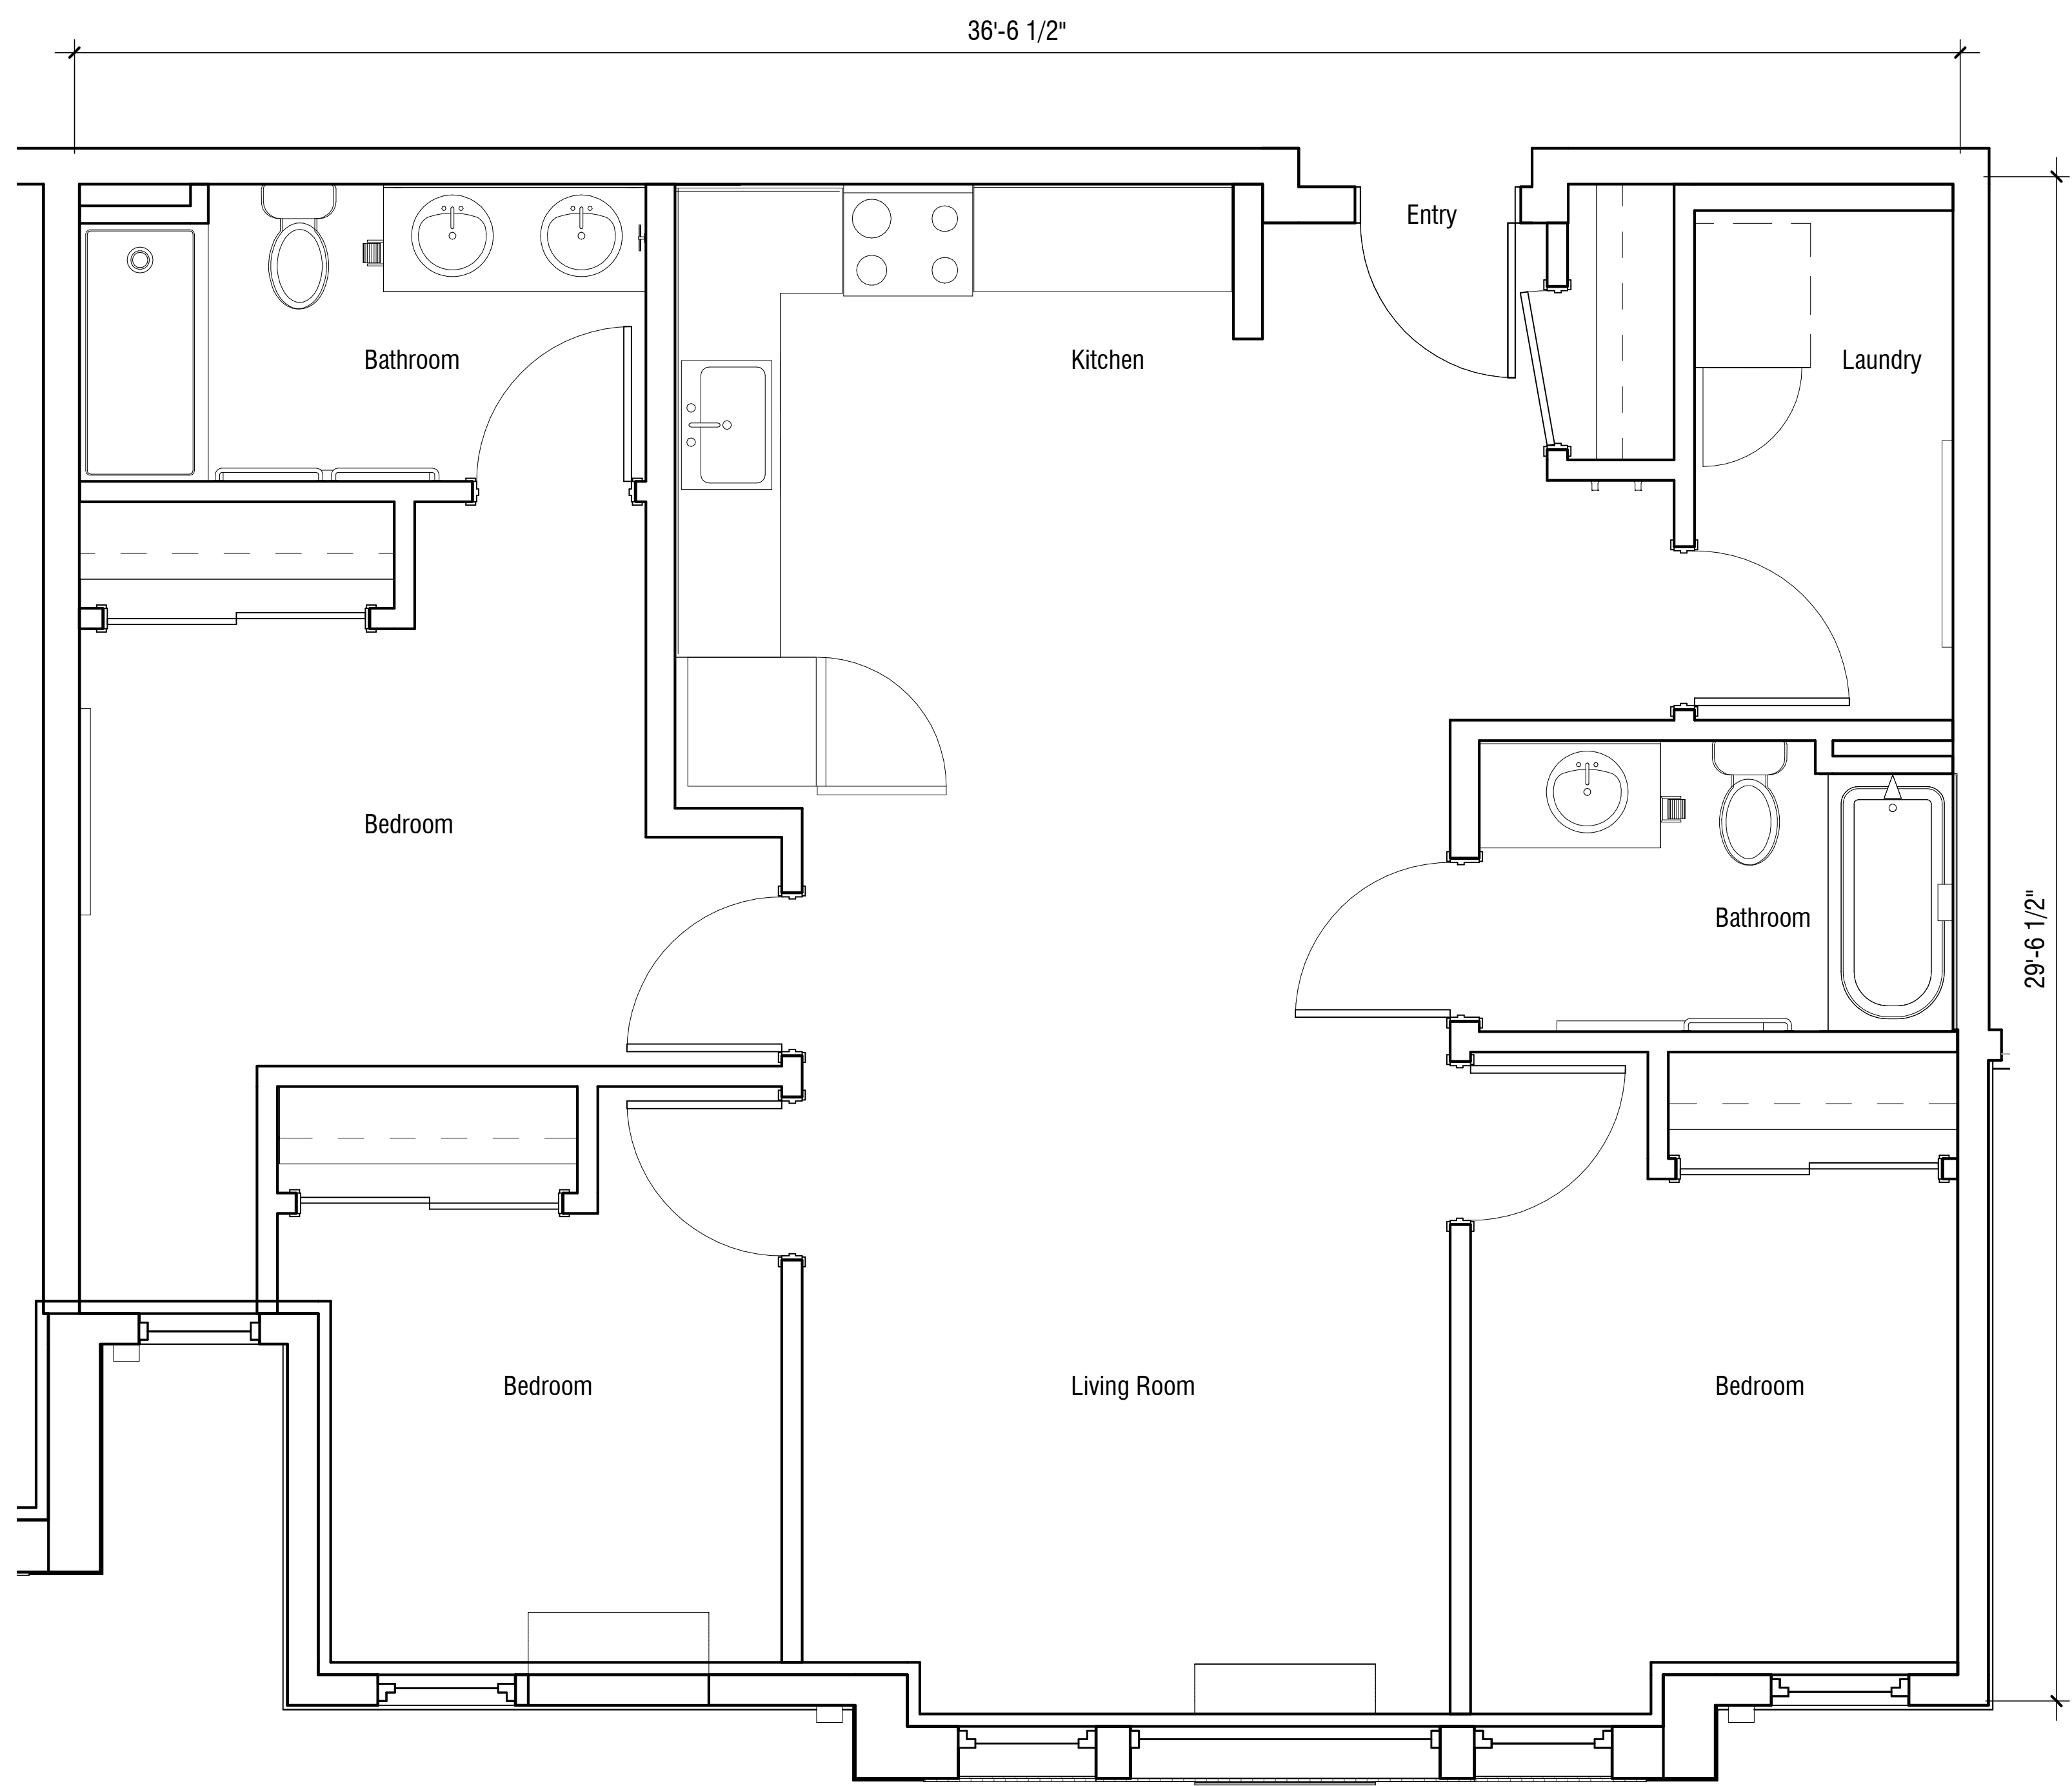 36'-6 1/2"
Entry
Bathroom
Kitchen
Laundry
Bedroom
Bathroom
29'-6 1/2"
Bedroom
Living Room
Bedroom